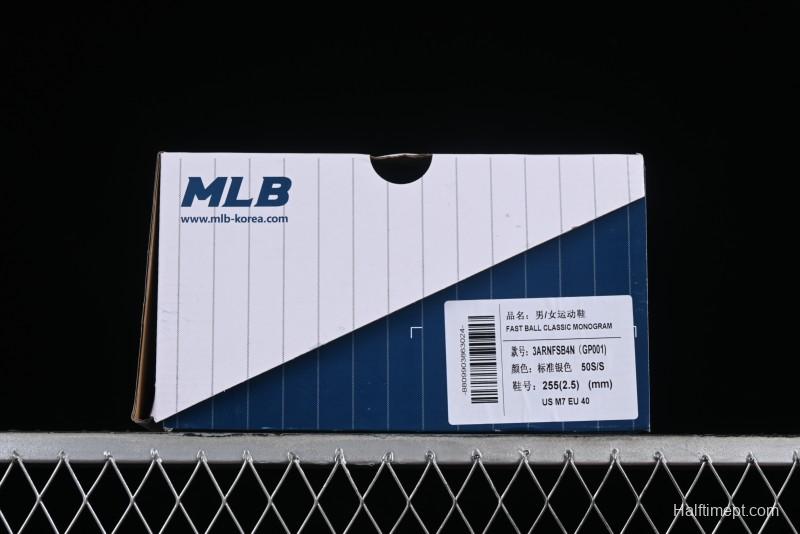 MLB
www.mlb-korea.com
品名：男/女运动鞋
FAST BALL CLASSIC MONOGRAM
款号：3ARNFSB4N（GP001）
颜色：标准银色 50S/S
鞋号：255(2.5) (mm)
US M7 EU 40
-8809903863024-
Halftimept.com